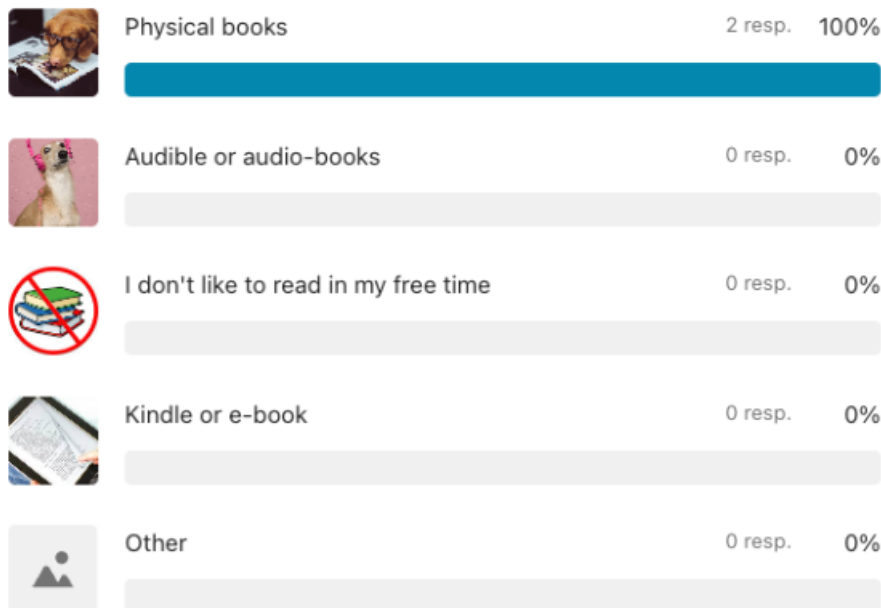 Physical books 2 resp. 100%
Audible or audio-books 0 resp. 0%
I don't like to read in my free time 0 resp. 0%
Kindle or e-book 0 resp. 0%
Other 0 resp. 0%